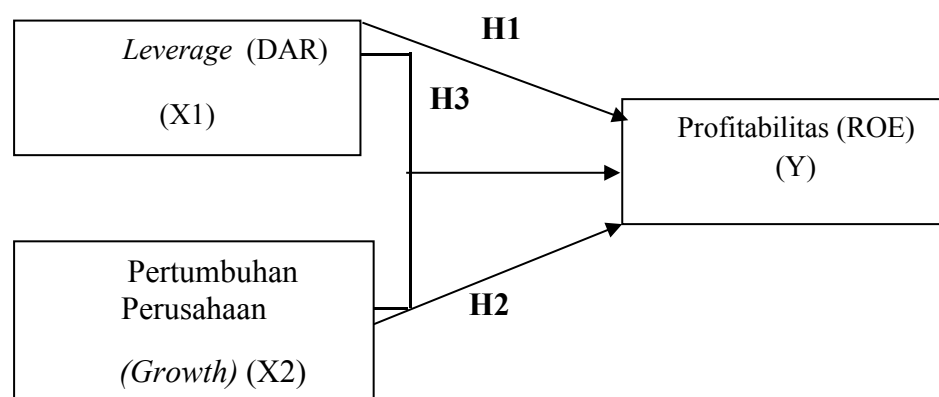 Leverage (DAR)
(X1)
H1
H3
Profitabilitas (ROE)
(Y)
Pertumbuhan
Perusahaan
(Growth) (X2)
H2